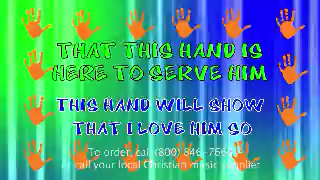 THAT THIS HAND IS
HERE TO SERVE HIM
THIS HAND WILL SHOW
THAT I LOVE HIM SO
To order, call (800) 846-
call your local Christian music supplier